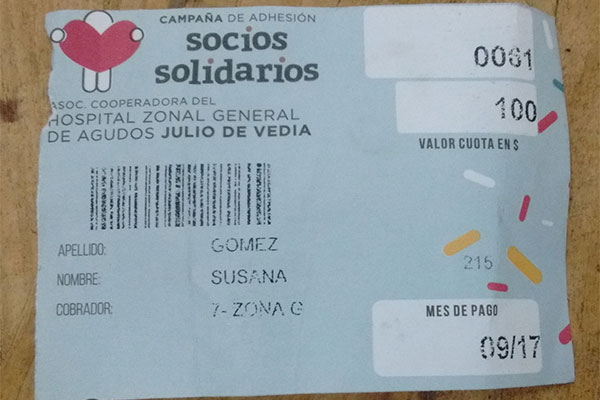 CAMPAÑA DE ADHESIÓN
socios
solidarios
ASOC. COOPERADORA DEL
HOSPITAL ZONAL GENERAL
DE AGUDOS JULIO DE VEDIA
0061
100
VALOR CUOTA EN $
APELLIDO: GOMEZ
NOMBRE: SUSANA
COBRADOR: 7- ZONA G
215
MES DE PAGO
09/17